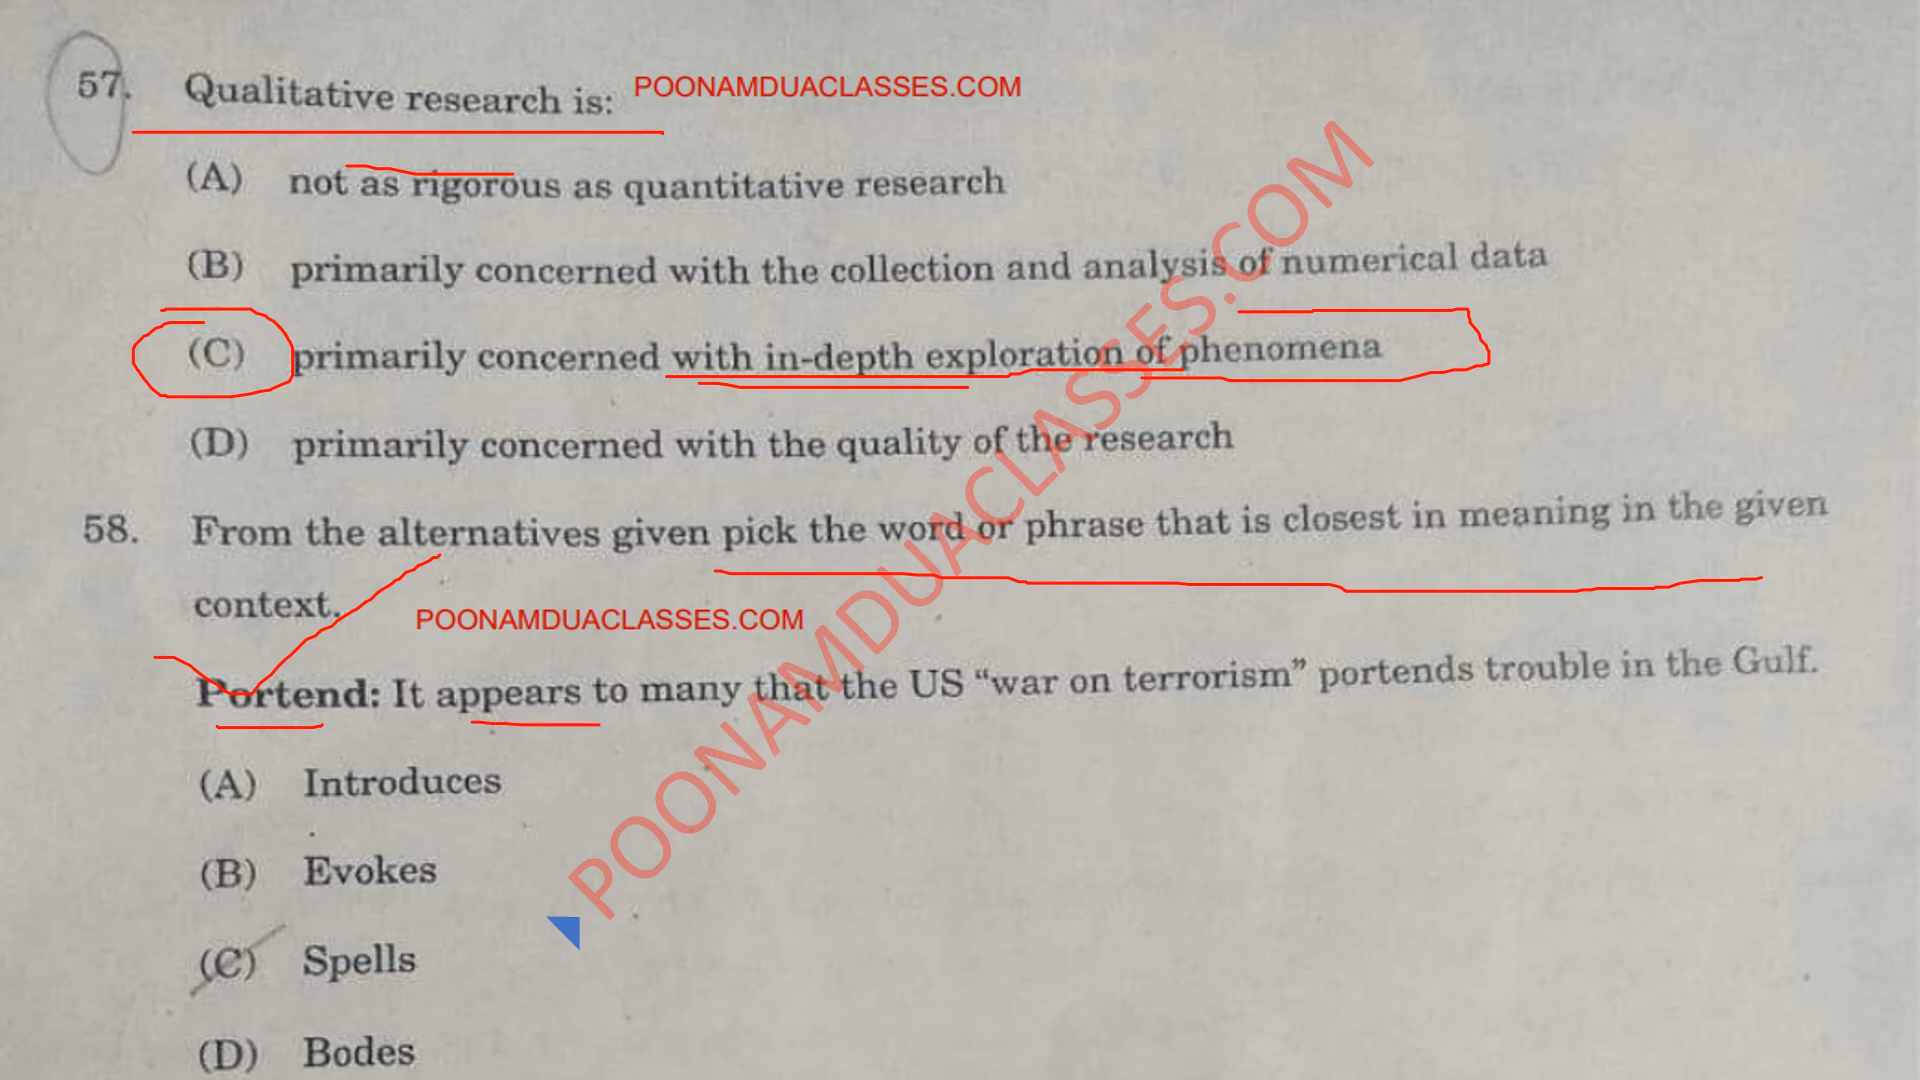 57. Qualitative research is: POONAMDUACLASSES.COM
(A) not as rigorous as quantitative research
(B) primarily concerned with the collection and analysis of numerical data
(C) primarily concerned with in-depth exploration of phenomena
(D) primarily concerned with the quality of the research
58. From the alternatives given pick the word or phrase that is closest in meaning in the given
context.
POONAMDUACLASSES.COM
Portend: It appears to many that the US “war on terrorism” portends trouble in the Gulf.
(A) Introduces
(B) Evokes
(C) Spells
(D) Bodes
POONAMDUACLASSES.COM